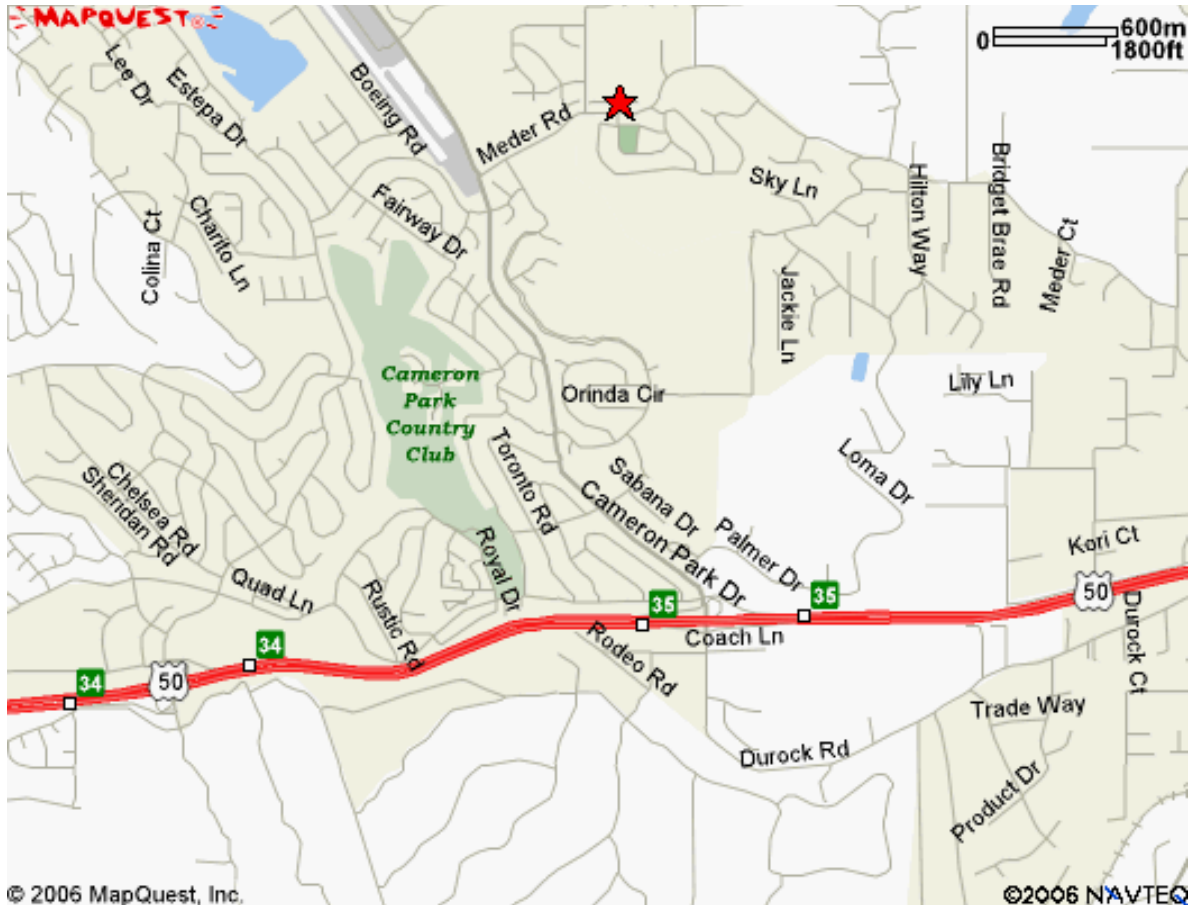 MAPQUEST®
600m
0
1800ft
Lee Dr
Estepa Dr
Boeing Rd
Meder Rd
Sky Ln
Hilton Way
Bridget Brae Rd
Meder Ct
Colina Ct
Charito Ln
Fairway Dr
Jackie Ln
Cameron
Park
Country
Club
Orinda Cir
Lily Ln
Toronto Rd
Sabana Dr
Loma Dr
Chelsea Rd
Sheridan Rd
Cameron Park Dr
Palmer Dr
Kori Ct
Quad Ln
Rustic Rd
Royal Dr
35
35
50
Coach Ln
Rodeo Rd
Durock Ct
34
34
50
Trade Way
Durock Rd
Product Dr
© 2006 MapQuest, Inc.
©2006 NAVTEQ